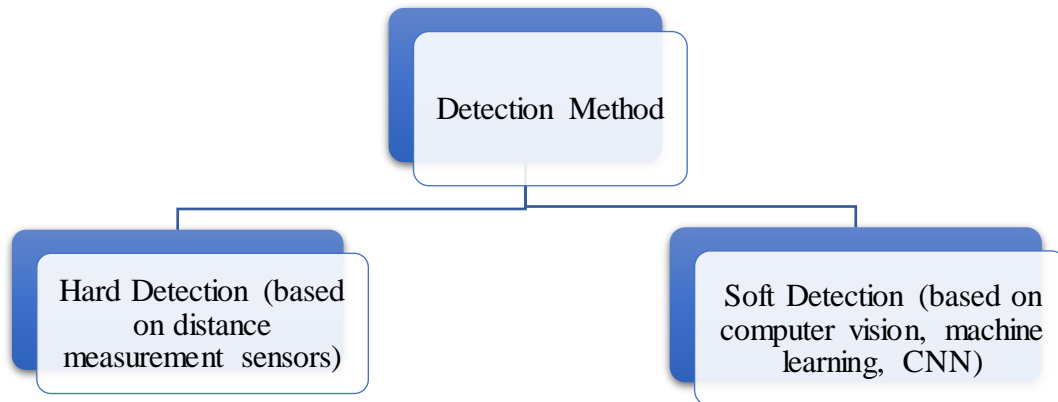 Detection Method
Hard Detection (based
on distance
measurement sensors)
Soft Detection (based on
computer vision, machine
learning, CNN)